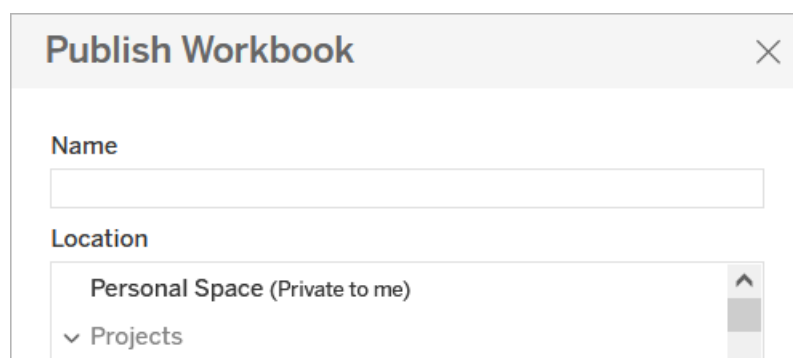 Publish Workbook
Name
Location
Personal Space (Private to me)
Projects